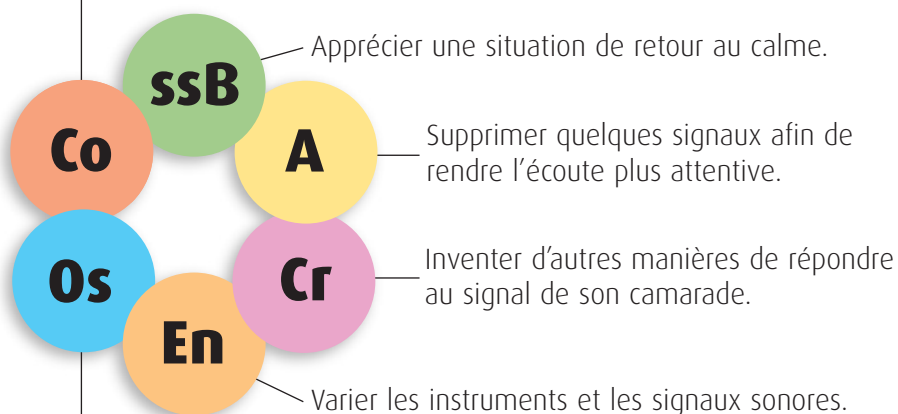 ssB
Apprécier une situation de retour au calme.
Co
A
Supprimer quelques signaux afin de
rendre l’écoute plus attentive.
Os
Cr
Inventer d’autres manières de répondre
au signal de son camarade.
En
Varier les instruments et les signaux sonores.